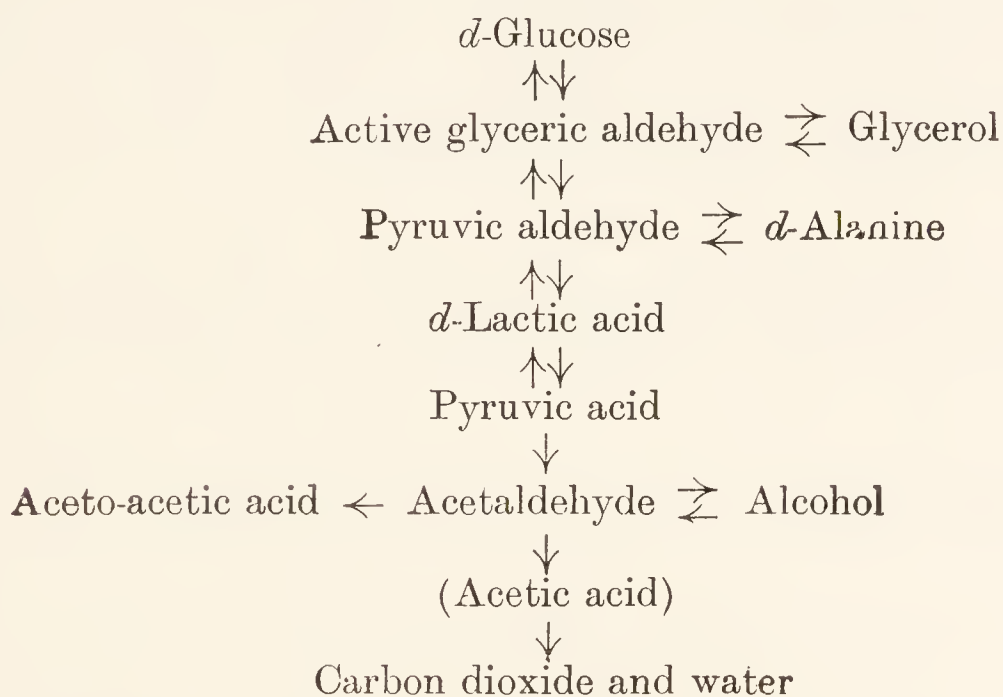 d-Glucose
↑↓
Active glyceric aldehyde ⇄ Glycerol
↑↓
Pyruvic aldehyde ⇄ d-Alanine
↑↓
d-Lactic acid
↑↓
Pyruvic acid
↓
Aceto-acetic acid ← Acetaldehyde ⇄ Alcohol
↓
(Acetic acid)
↓
Carbon dioxide and water